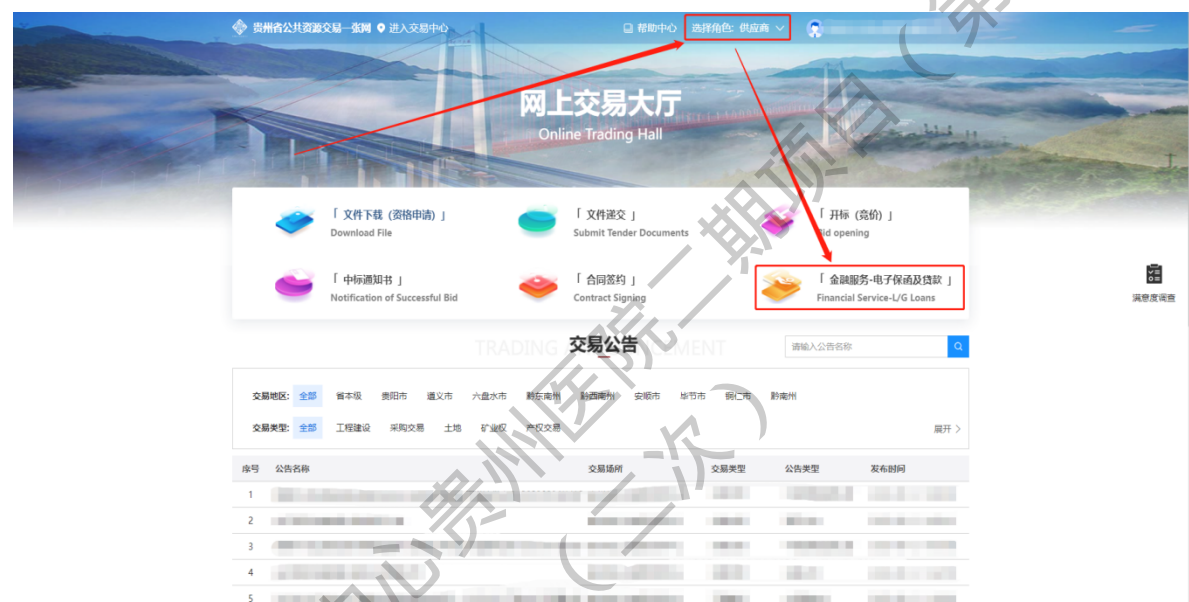 贵州省公共资源交易一张网 进入交易中心 帮助中心 选择角色: 供应商
网上交易大厅
Online Trading Hall
「 文件下载 (资格申请) 」 「 文件递交 」 「 开标 (竞价) 」
Download File Submit Tender Documents Bid opening
「 中标通知书 」 「 合同签约 」 「 金融服务-电子保函及贷款 」
Notification of Successful Bid Contract Signing Financial Service-L/G Loans
满意度调查
TRADING 交易公告 请输入公告名称
交易地区: 全部 省本级 贵阳市 遵义市 六盘水市 黔东南州 黔西南州 安顺市 毕节市 铜仁市 黔南州
交易类型: 全部 工程建设 采购交易 土地 矿业权 产权交易 展开 >
序号 公告名称 交易场所 交易类型 公告类型 发布时间
1
2
3
4
5
中心贵州医院二期项目（第
（二次）